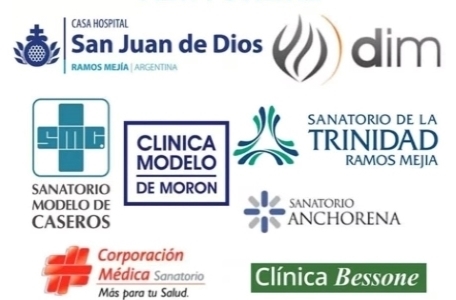 CASA HOSPITAL
San Juan de Dios
RAMOS MEJÍA | ARGENTINA
dim
SMC
SANATORIO
MODELO DE
CASEROS
CLINICA
MODELO
DE MORON
SANATORIO DE LA
TRINIDAD
RAMOS MEJIA
SANATORIO
ANCHORENA
Corporación
Médica Sanatorio
Más para tu Salud.
Clínica Bessone